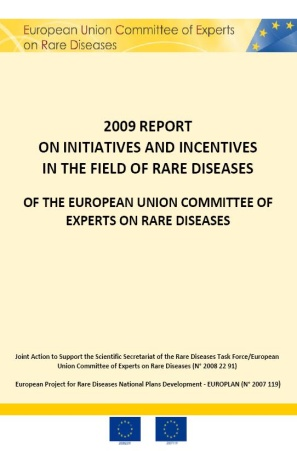 European Union Committee of Experts
on Rare Diseases
2009 REPORT
ON INITIATIVES AND INCENTIVES
IN THE FIELD OF RARE DISEASES
OF THE EUROPEAN UNION COMMITTEE OF
EXPERTS ON RARE DISEASES
Joint Action to Support the Scientific Secretariat of the Rare Diseases Task Force/European
Union Committee of Experts on Rare Diseases (N° 2008 22 91)
European Project for Rare Diseases National Plans Development - EUROPLAN (N° 2007 119)